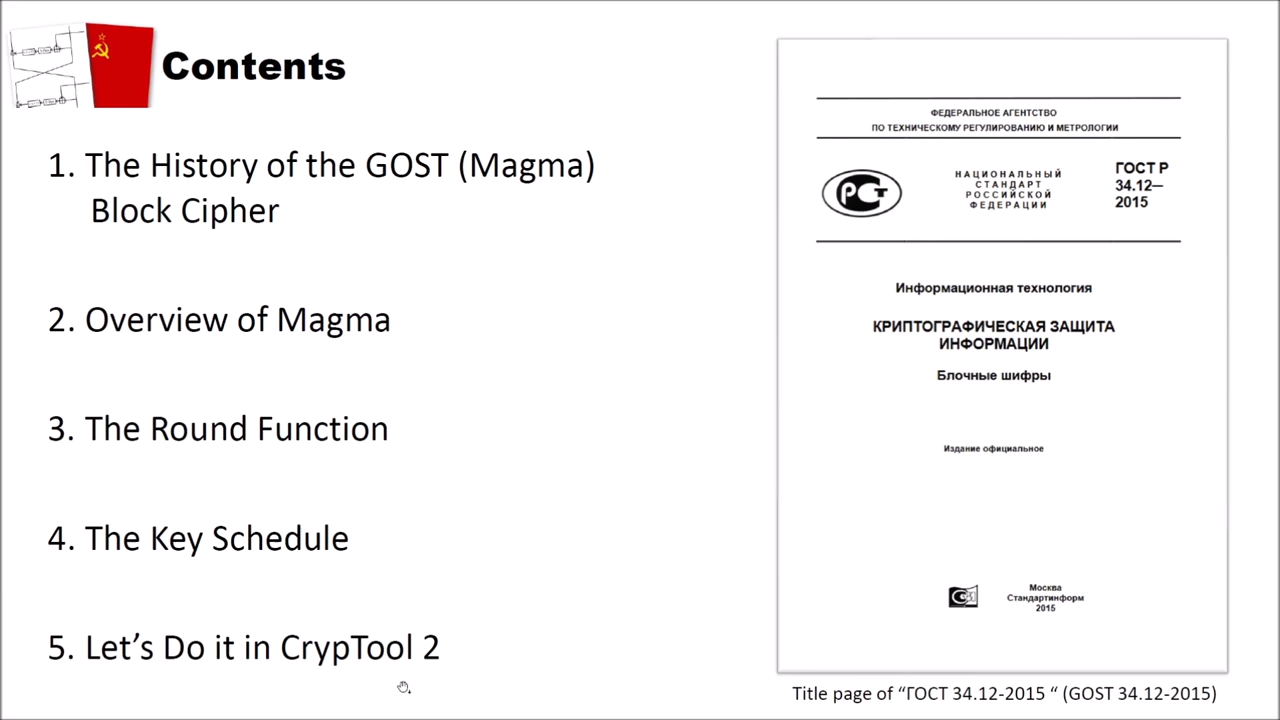 Contents
1. The History of the GOST (Magma)
Block Cipher
2. Overview of Magma
3. The Round Function
4. The Key Schedule
5. Let’s Do it in CrypTool 2
ФЕДЕРАЛЬНОЕ АГЕНТСТВО
ПО ТЕХНИЧЕСКОМУ РЕГУЛИРОВАНИЮ И МЕТРОЛОГИИ
РСТ
НАЦИОНАЛЬНЫЙ
СТАНДАРТ
РОССИЙСКОЙ
ФЕДЕРАЦИИ
ГОСТ Р
34.12—
2015
Информационная технология
КРИПТОГРАФИЧЕСКАЯ ЗАЩИТА
ИНФОРМАЦИИ
Блочные шифры
Издание официальное
Москва
Стандартинформ
2015
Title page of “ГОСТ 34.12-2015 “ (GOST 34.12-2015)